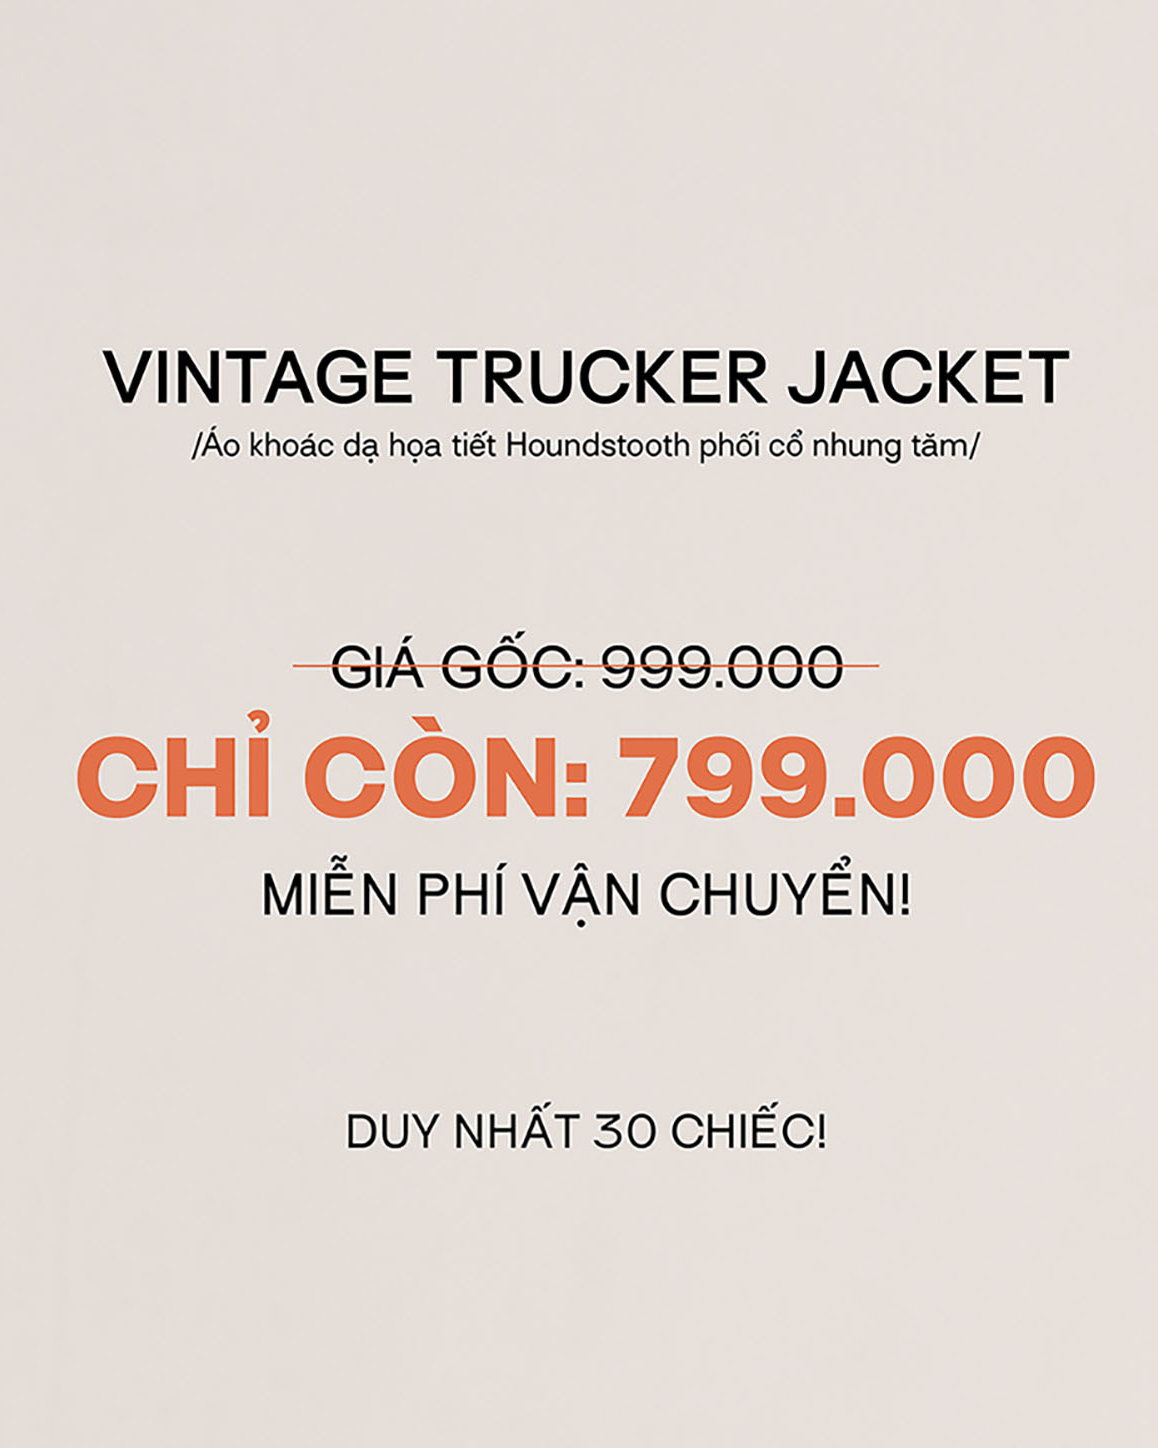 VINTAGE TRUCKER JACKET
/Áo khoác dạ họa tiết Houndstooth phối cổ nhung tăm/
GIÁ GỐC: 999.000
CHỈ CÒN: 799.000
MIỄN PHÍ VẬN CHUYỂN!
DUY NHẤT 30 CHIẾC!